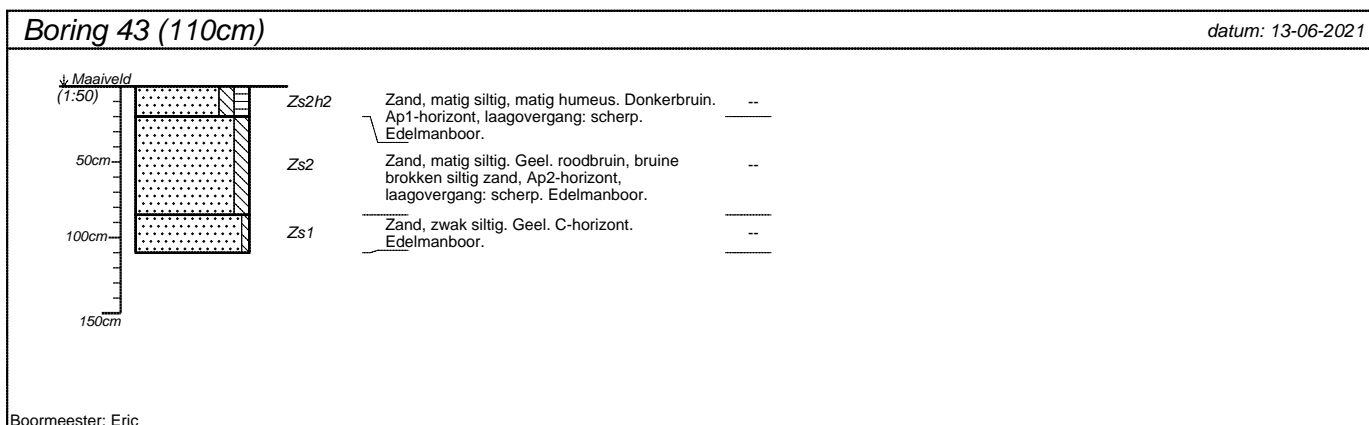 Boring 43 (110cm)
datum: 13-06-2021
Maaiveld
(1:50)
Zs2h2
Zand, matig siltig, matig humeus. Donkerbruin.
Ap1-horizont, laagovergang: scherp.
Edelmanboor.
--
50cm
Zs2
Zand, matig siltig. Geel. roodbruin, bruine
brokken siltig zand, Ap2-horizont,
laagovergang: scherp. Edelmanboor.
--
100cm
Zs1
Zand, zwak siltig. Geel. C-horizont.
Edelmanboor.
--
150cm
Boormeester: Eric